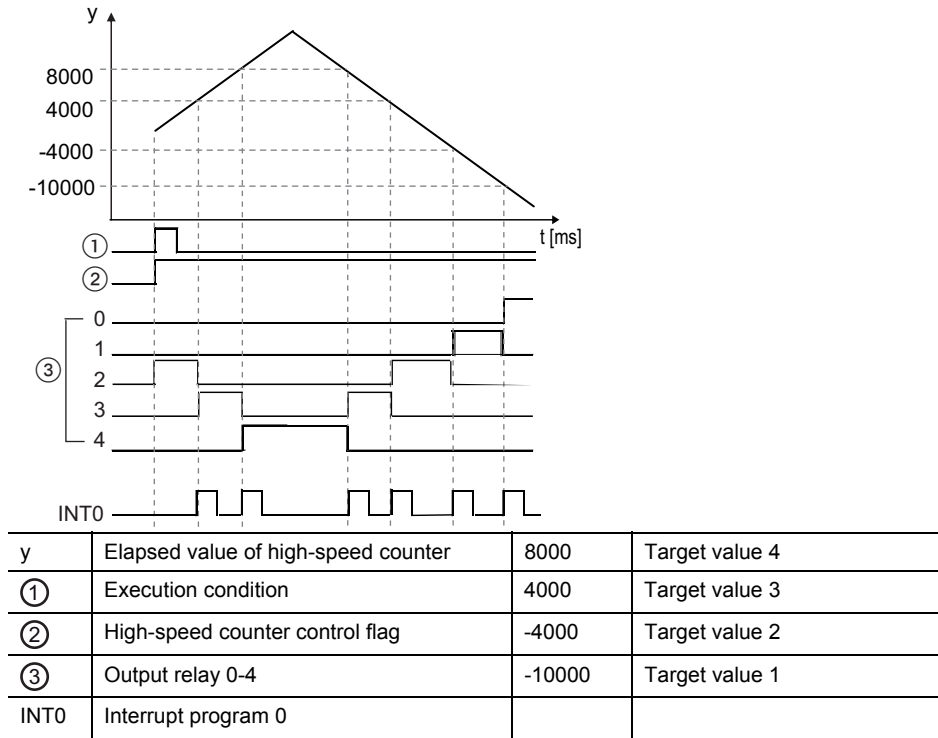 y
8000
4000
-4000
-10000
t [ms]
①
②
③
0
1
2
3
4
INT0
y Elapsed value of high-speed counter 8000 Target value 4
① Execution condition 4000 Target value 3
② High-speed counter control flag -4000 Target value 2
③ Output relay 0-4 -10000 Target value 1
INT0 Interrupt program 0